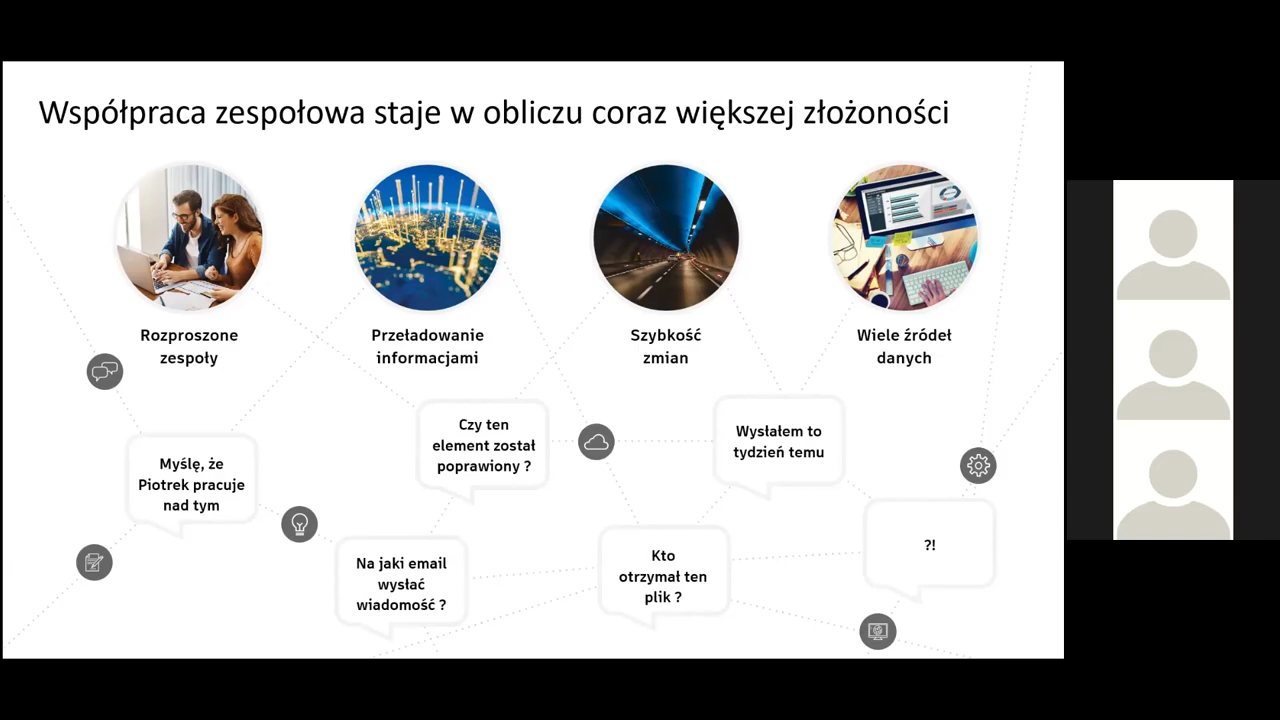 Współpraca zespołowa staje w obliczu coraz większej złożoności
Rozproszone
zespoły
Przeładowanie
informacjami
Szybkość
zmian
Wiele źródeł
danych
Myślę, że
Piotrek pracuje
nad tym
Czy ten
element został
poprawiony ?
Wysłałem to
tydzień temu
Na jaki email
wysłać
wiadomość ?
Kto
otrzymał ten
plik ?
?!